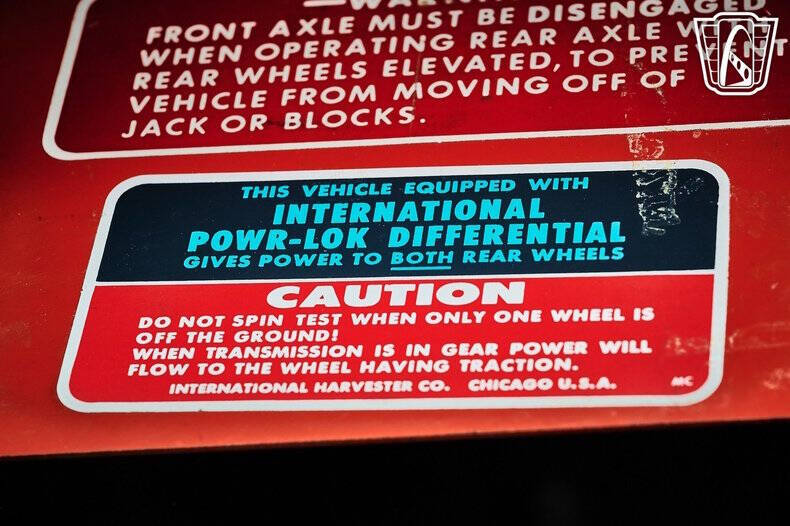 FRONT AXLE MUST BE DISENGAGED
WHEN OPERATING REAR AXLE
REAR WHEELS ELEVATED, TO PREVENT
VEHICLE FROM MOVING OFF OF
JACK OR BLOCKS.
THIS VEHICLE EQUIPPED WITH
INTERNATIONAL
POWR-LOK DIFFERENTIAL
GIVES POWER TO BOTH REAR WHEELS
CAUTION
DO NOT SPIN TEST WHEN ONLY ONE WHEEL IS
OFF THE GROUND!
WHEN TRANSMISSION IS IN GEAR POWER WILL
FLOW TO THE WHEEL HAVING TRACTION.
INTERNATIONAL HARVESTER CO. CHICAGO U.S.A. MC